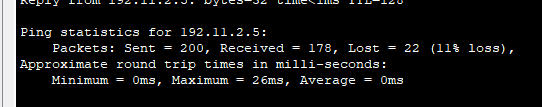 Reply from 192.11.2.5: bytes=32 time<1ms TTL=128
Ping statistics for 192.11.2.5:
Packets: Sent = 200, Received = 178, Lost = 22 (11% loss),
Approximate round trip times in milli-seconds:
Minimum = 0ms, Maximum = 26ms, Average = 0ms